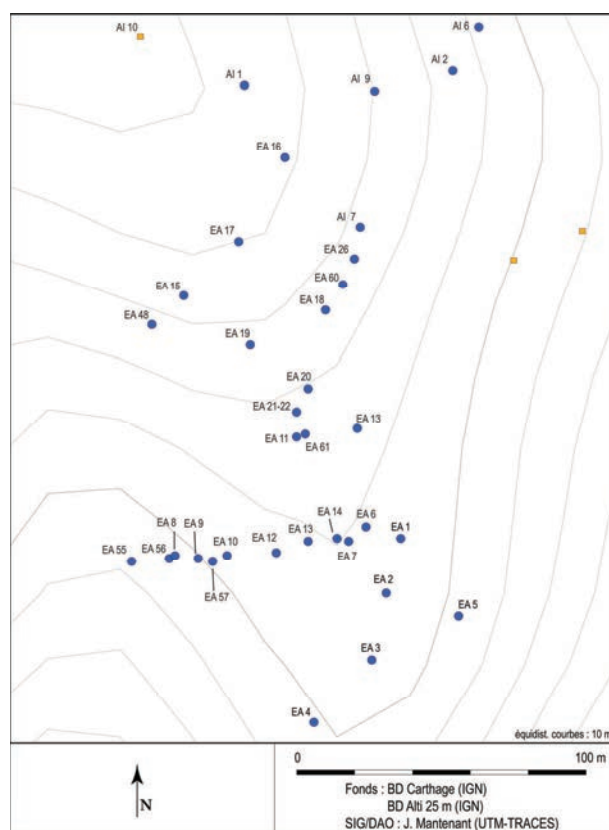 AI 10
AI 6
AI 2
AI 1
AI 9
EA 16
AI 7
EA 17
EA 26
EA 60
EA 15
EA 18
EA 48
EA 19
EA 20
EA 21-22
EA 13
EA 11
EA 61
EA 14
EA 6
EA 8
EA 9
EA 13
EA 1
EA 12
EA 56
EA 10
EA 55
EA 7
EA 57
EA 2
EA 5
EA 3
EA 4
équidist. courbes : 10 m
0
100 m
N
Fonds : BD Carthage (IGN)
BD Alti 25 m (IGN)
SIG/DAO : J. Mantenant (UTM-TRACES)